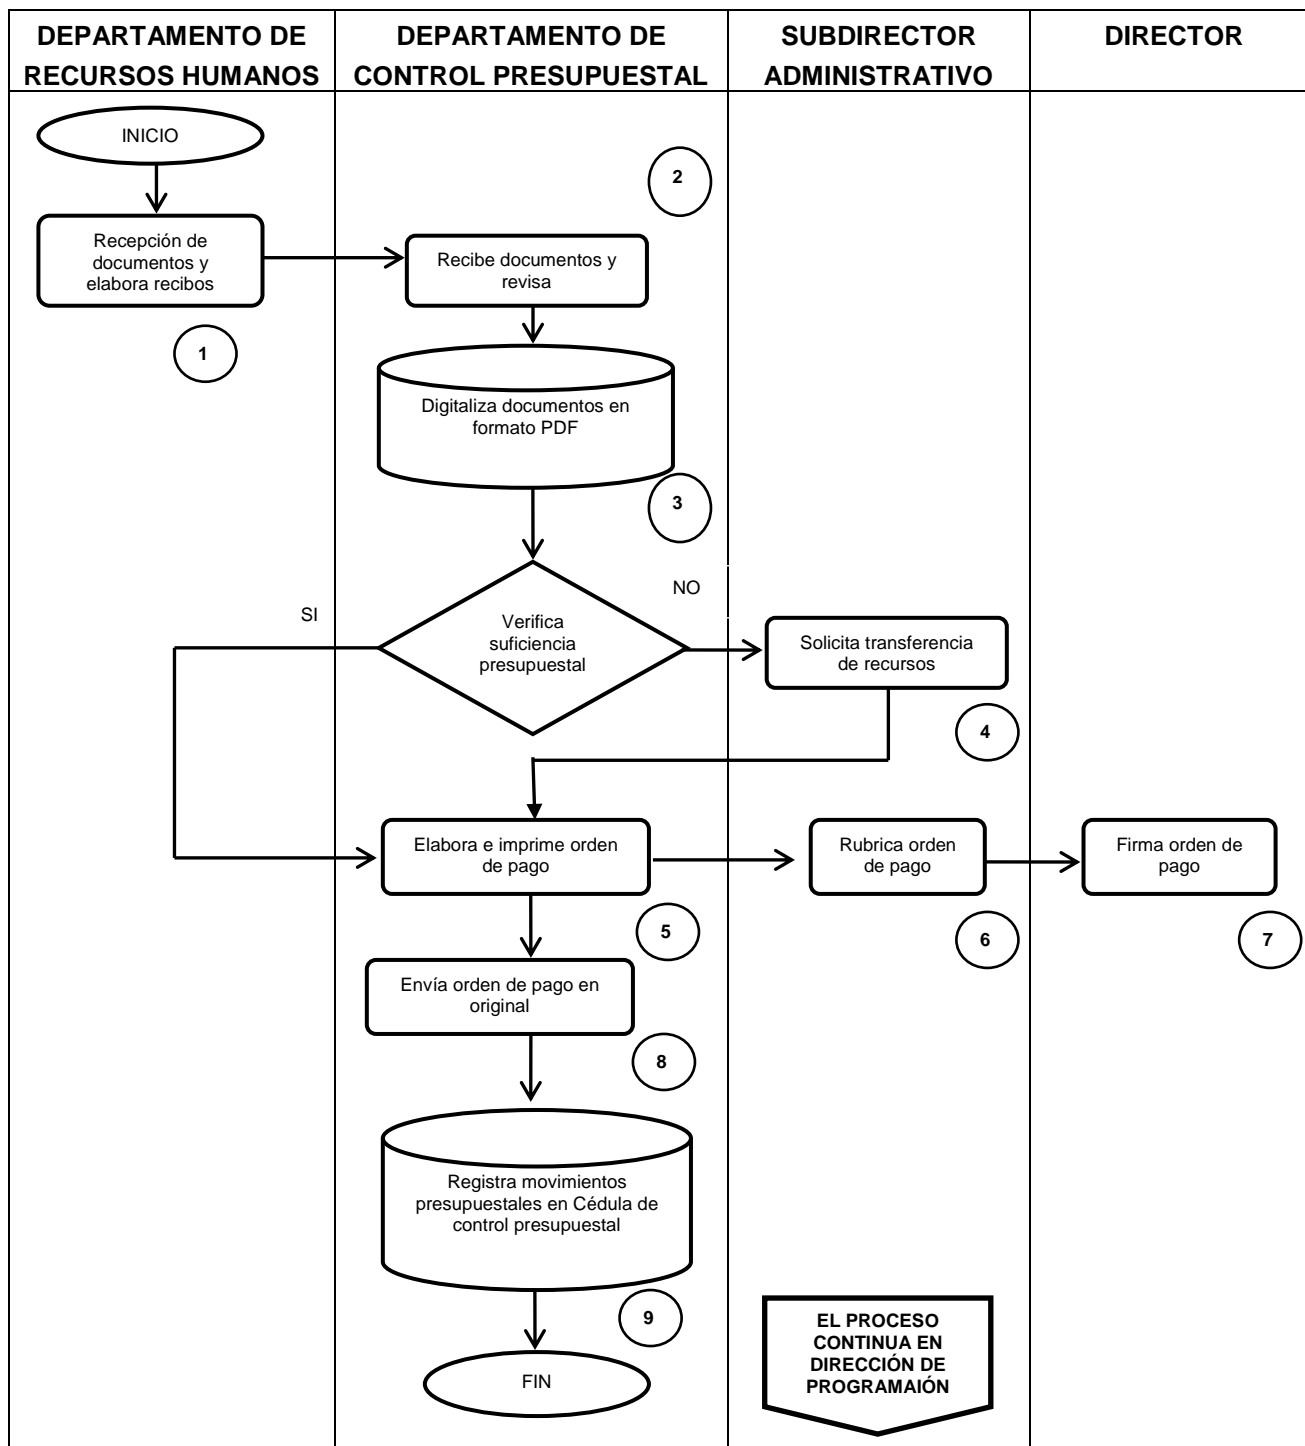 DEPARTAMENTO DE
RECURSOS HUMANOS
DEPARTAMENTO DE
CONTROL PRESUPUESTAL
SUBDIRECTOR
ADMINISTRATIVO
DIRECTOR
INICIO
2
Recepción de
documentos y
elabora recibos
Recibe documentos y
revisa
1
Digitaliza documentos en
formato PDF
3
NO
SI
Verifica
suficiencia
presupuestal
Solicita transferencia
de recursos
4
Elabora e imprime orden
de pago
Rubrica orden
de pago
Firma orden de
pago
5
6
7
Envía orden de pago en
original
8
Registra movimientos
presupuestales en Cédula de
control presupuestal
9
EL PROCESO
CONTINUA EN
DIRECCIÓN DE
PROGRAMAIÓN
FIN